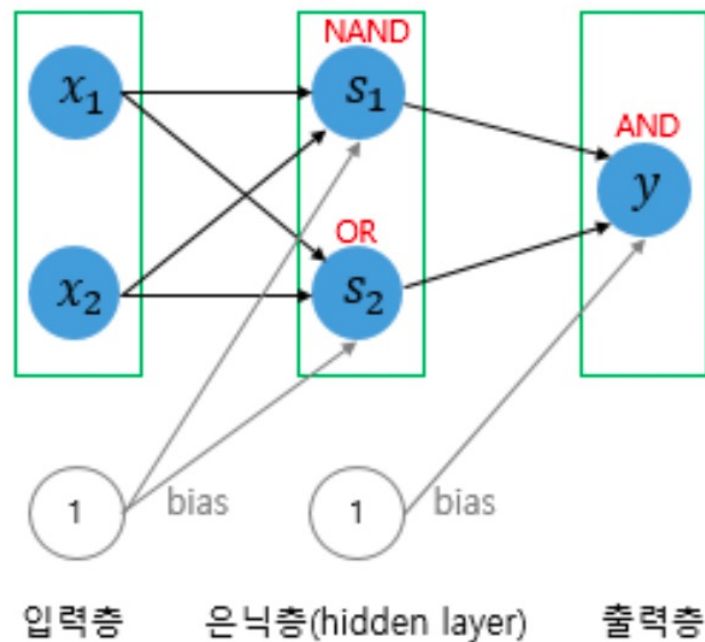 NAND
x₁
s₁
AND
y
OR
x₂
s₂
1
bias
1
bias
입력층
은닉층(hidden layer)
출력층